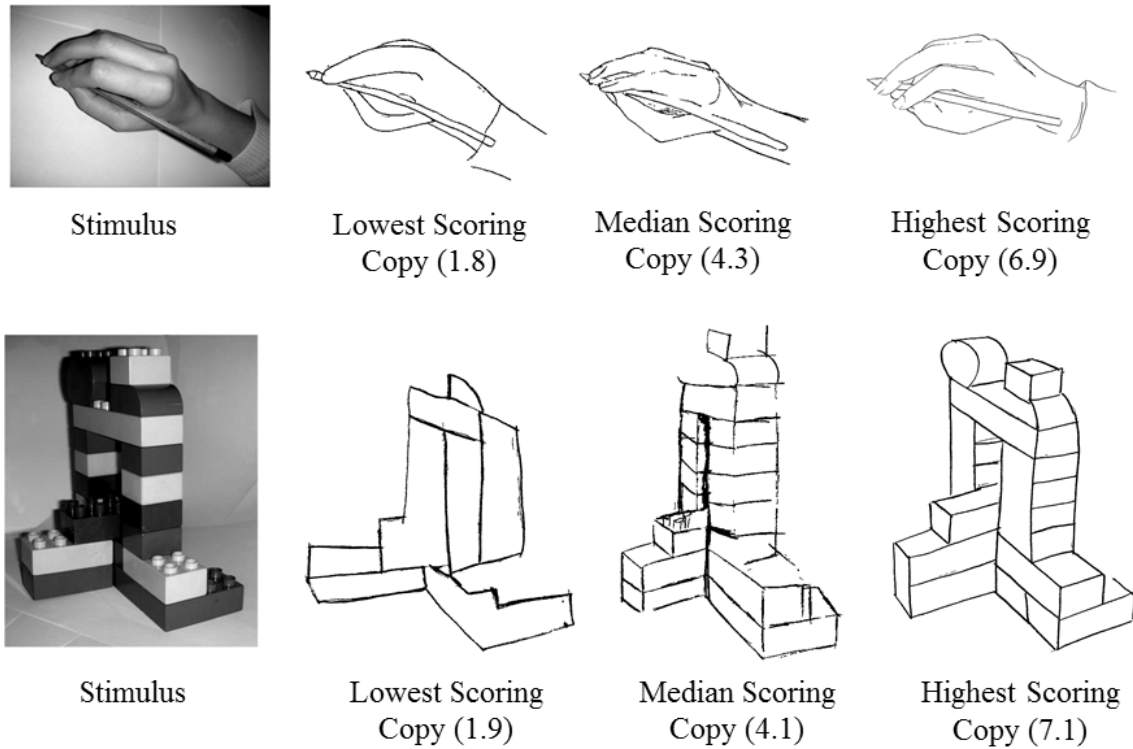 Stimulus
Lowest Scoring
Copy (1.8)
Median Scoring
Copy (4.3)
Highest Scoring
Copy (6.9)
Stimulus
Lowest Scoring
Copy (1.9)
Median Scoring
Copy (4.1)
Highest Scoring
Copy (7.1)